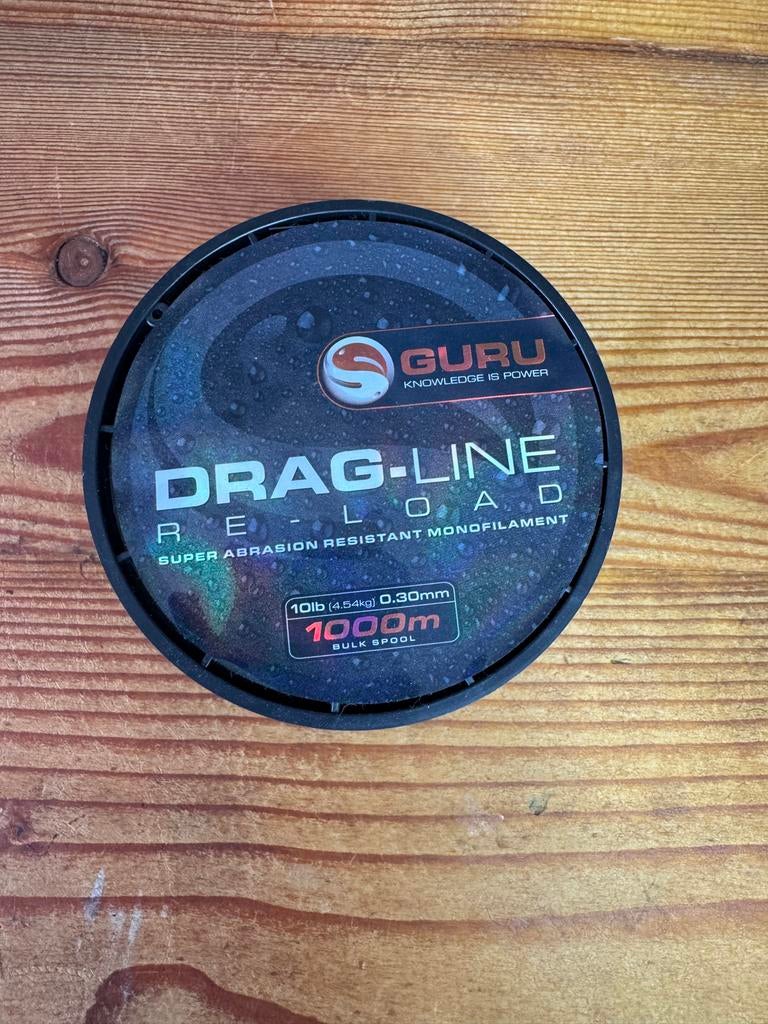 GURU
KNOWLEDGE IS POWER
DRAG-LINE
RE-LOAD
SUPER ABRASION RESISTANT MONOFILAMENT
10lb (4.54kg) 0.30mm
1000m
BULK SPOOL